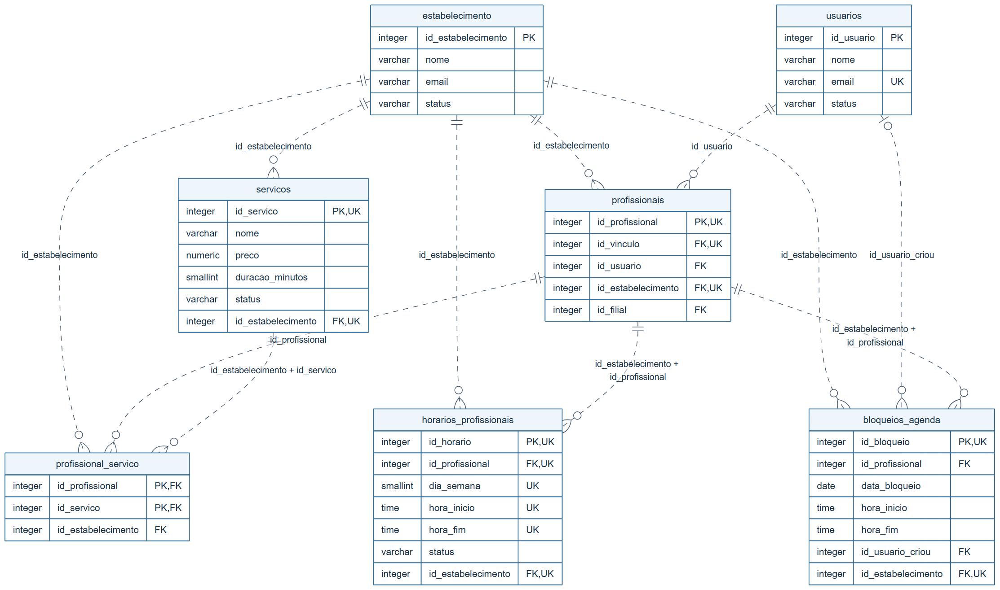 estabelecimento
integer id_estabelecimento PK
varchar nome
varchar email
varchar status
usuarios
integer id_usuario PK
varchar nome
varchar email UK
varchar status
id_estabelecimento
id_estabelecimento
id_usuario
servicos
integer id_servico PK,UK
varchar nome
numeric preco
smallint duracao_minutos
varchar status
integer id_estabelecimento FK,UK
profissionais
integer id_profissional PK,UK
integer id_vinculo FK,UK
integer id_usuario FK
integer id_estabelecimento FK,UK
integer id_filial FK
id_estabelecimento
id_estabelecimento
id_estabelecimento
id_usuario_criou
id_profissional
id_estabelecimento + id_servico
id_estabelecimento +
id_profissional
id_estabelecimento +
id_profissional
profissional_servico
integer id_profissional PK,FK
integer id_servico PK,FK
integer id_estabelecimento FK
horarios_profissionais
integer id_horario PK,UK
integer id_profissional FK,UK
smallint dia_semana UK
time hora_inicio UK
time hora_fim UK
varchar status
integer id_estabelecimento FK,UK
bloqueios_agenda
integer id_bloqueio PK,UK
integer id_profissional FK
date data_bloqueio
time hora_inicio
time hora_fim
integer id_usuario_criou FK
integer id_estabelecimento FK,UK